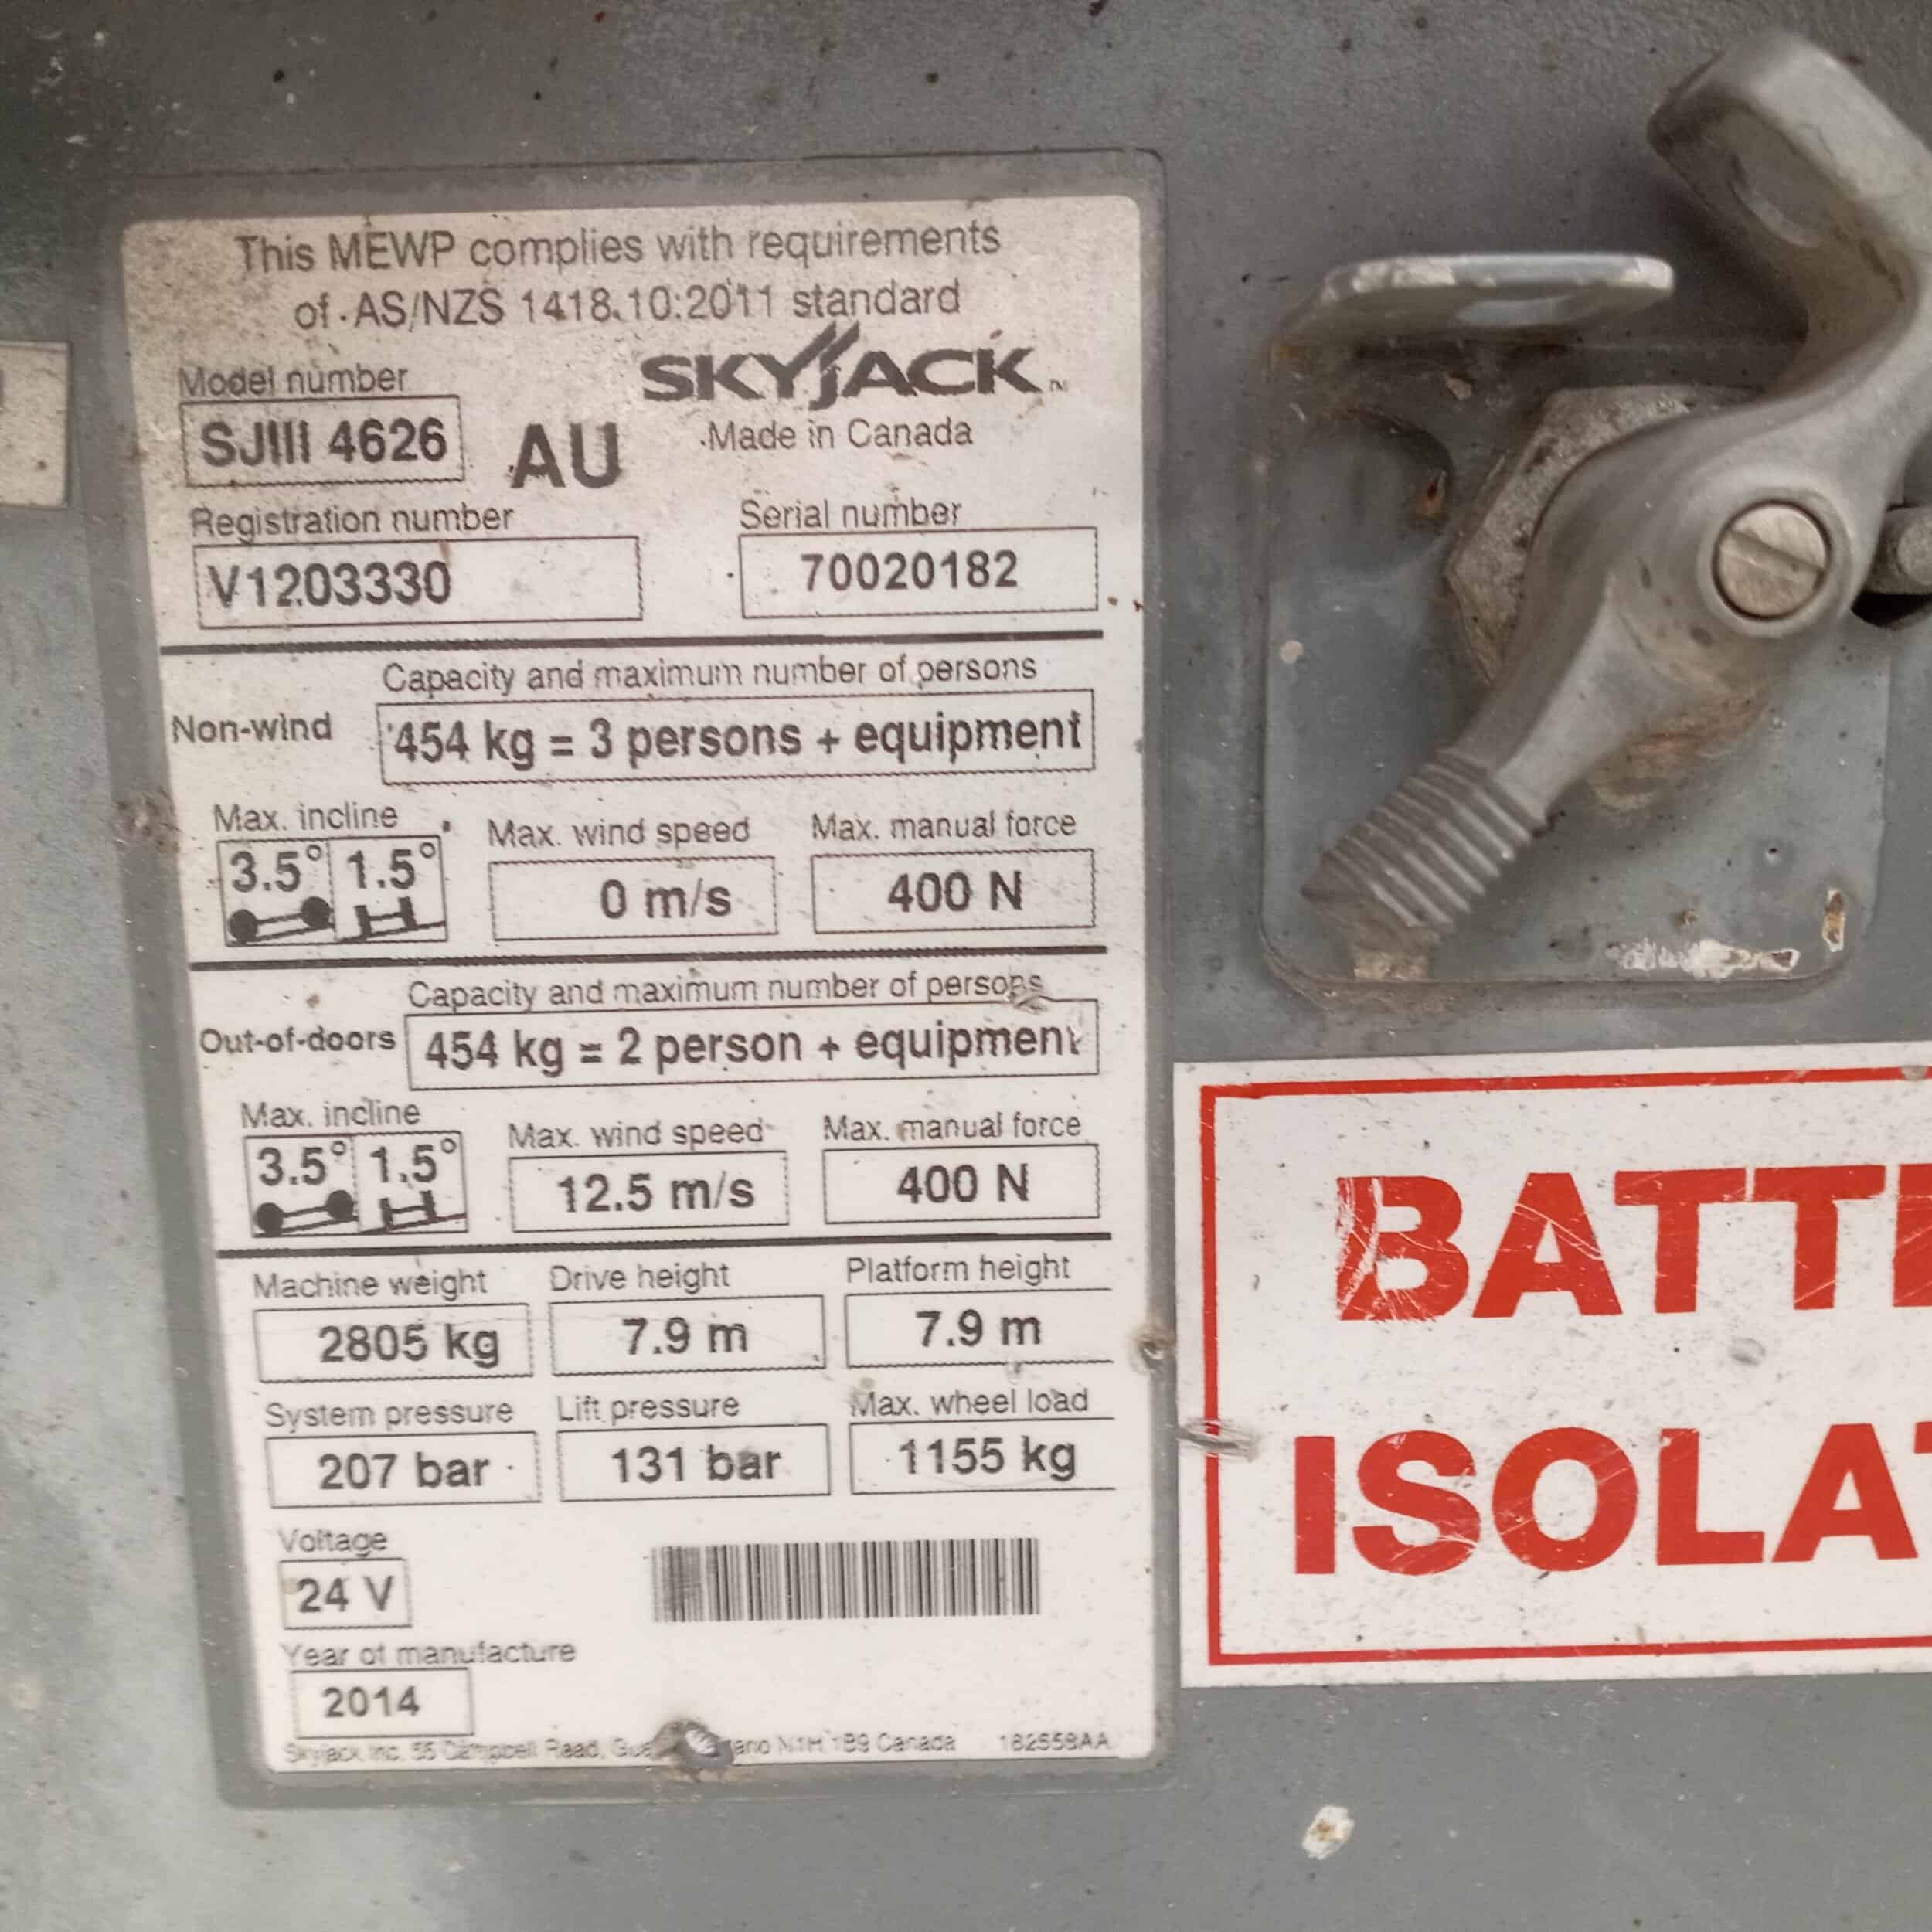 This MEWP complies with requirements
of AS/NZS 1418.10:2011 standard
SKYJACK TM
Made in Canada
Model number
SJIII 4626
AU
Registration number
V1203330
Serial number
70020182
Non-wind
Capacity and maximum number of persons
454 kg = 3 persons + equipment
Max. incline
3.5° 1.5°
Max. wind speed
0 m/s
Max. manual force
400 N
Out-of-doors
Capacity and maximum number of persons
454 kg = 2 person + equipment
Max. incline
3.5° 1.5°
Max. wind speed
12.5 m/s
Max. manual force
400 N
Machine weight
2805 kg
Drive height
7.9 m
Platform height
7.9 m
System pressure
207 bar
Lift pressure
131 bar
Max. wheel load
1155 kg
Voltage
24 V
Year of manufacture
2014
Skyjack Inc. 55 Campbell Road, N1H 1B9 Canada
BATTE
ISOLAT